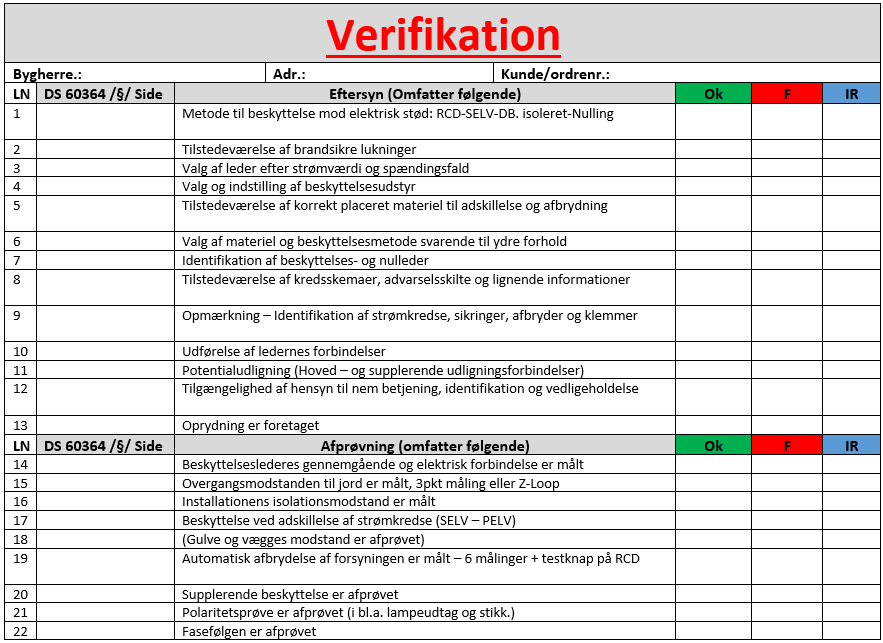 Verifikation
Bygherre.: Adr.: Kunde/ordrenr.:
LN DS 60364 /§/ Side Eftersyn (Omfatter følgende) Ok F IR
1 Metode til beskyttelse mod elektrisk stød: RCD-SELV-DB. isoleret-Nulling
2 Tilstedeværelse af brandsikre lukninger
3 Valg af leder efter strømværdi og spændingsfald
4 Valg og indstilling af beskyttelsesudstyr
5 Tilstedeværelse af korrekt placeret materiel til adskillelse og afbrydning
6 Valg af materiel og beskyttelsesmetode svarende til ydre forhold
7 Identifikation af beskyttelses- og nulleder
8 Tilstedeværelse af kredsskemaer, advarselsskilte og lignende informationer
9 Opmærkning – Identifikation af strømkredse, sikringer, afbryder og klemmer
10 Udførelse af ledernes forbindelser
11 Potentialudligning (Hoved – og supplerende udligningsforbindelser)
12 Tilgængelighed af hensyn til nem betjening, identifikation og vedligeholdelse
13 Oprydning er foretaget
LN DS 60364 /§/ Side Afprøvning (omfatter følgende) Ok F IR
14 Beskyttelseslederes gennemgående og elektrisk forbindelse er målt
15 Overgangsmodstanden til jord er målt, 3pkt måling eller Z-Loop
16 Installationens isolationsmodstand er målt
17 Beskyttelse ved adskillelse af strømkredse (SELV – PELV)
18 (Gulve og vægges modstand er afprøvet)
19 Automatisk afbrydelse af forsyningen er målt – 6 målinger + testknap på RCD
20 Supplerende beskyttelse er afprøvet
21 Polaritetsprøve er afprøvet (i bl.a. lampeudtag og stikk.)
22 Fasefølgen er afprøvet